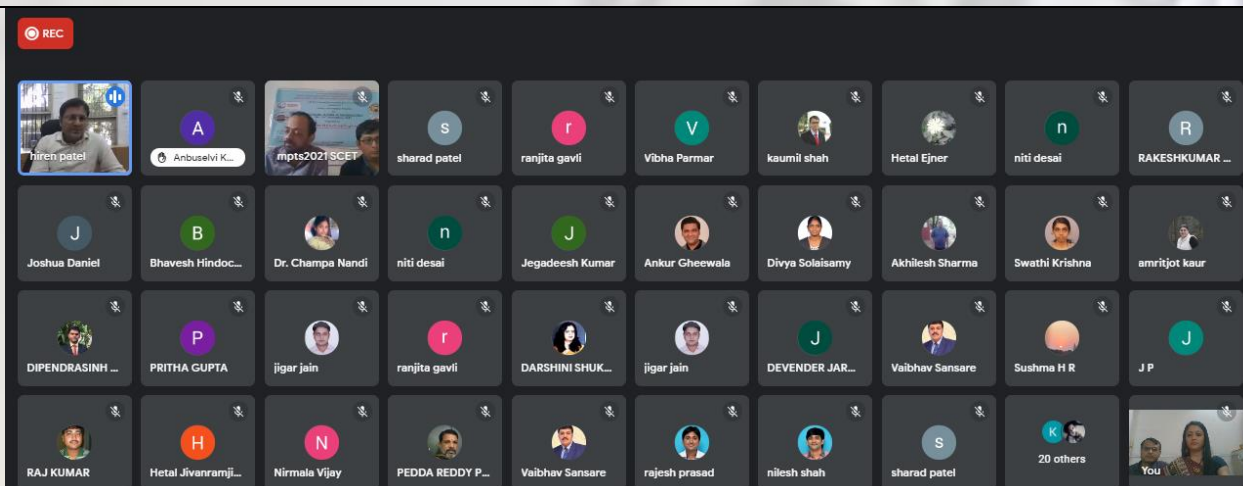 REC
hiren patel
A
Anbuselvi K...
mpts2021 SCET
s
sharad patel
r
ranjita gavli
V
Vibha Parmar
kaumil shah
Hetal Ejner
n
niti desai
R
RAKESHKUMAR ...
J
Joshua Daniel
B
Bhavesh Hindoc...
Dr. Champa Nandi
n
niti desai
J
Jegadeesh Kumar
Ankur Gheewala
Divya Solaisamy
Akhilesh Sharma
Swathi Krishna
amritjot kaur
DIPENDRASINH ...
P
PRITHA GUPTA
jigar jain
r
ranjita gavli
DARSHINI SHUK...
jigar jain
J
DEVENDER JAR...
Vaibhav Sansare
Sushma H R
J
J P
RAJ KUMAR
H
Hetal Jivanramji...
N
Nirmala Vijay
PEDDA REDDY P...
Vaibhav Sansare
rajesh prasad
nilesh shah
s
sharad patel
K
20 others
You